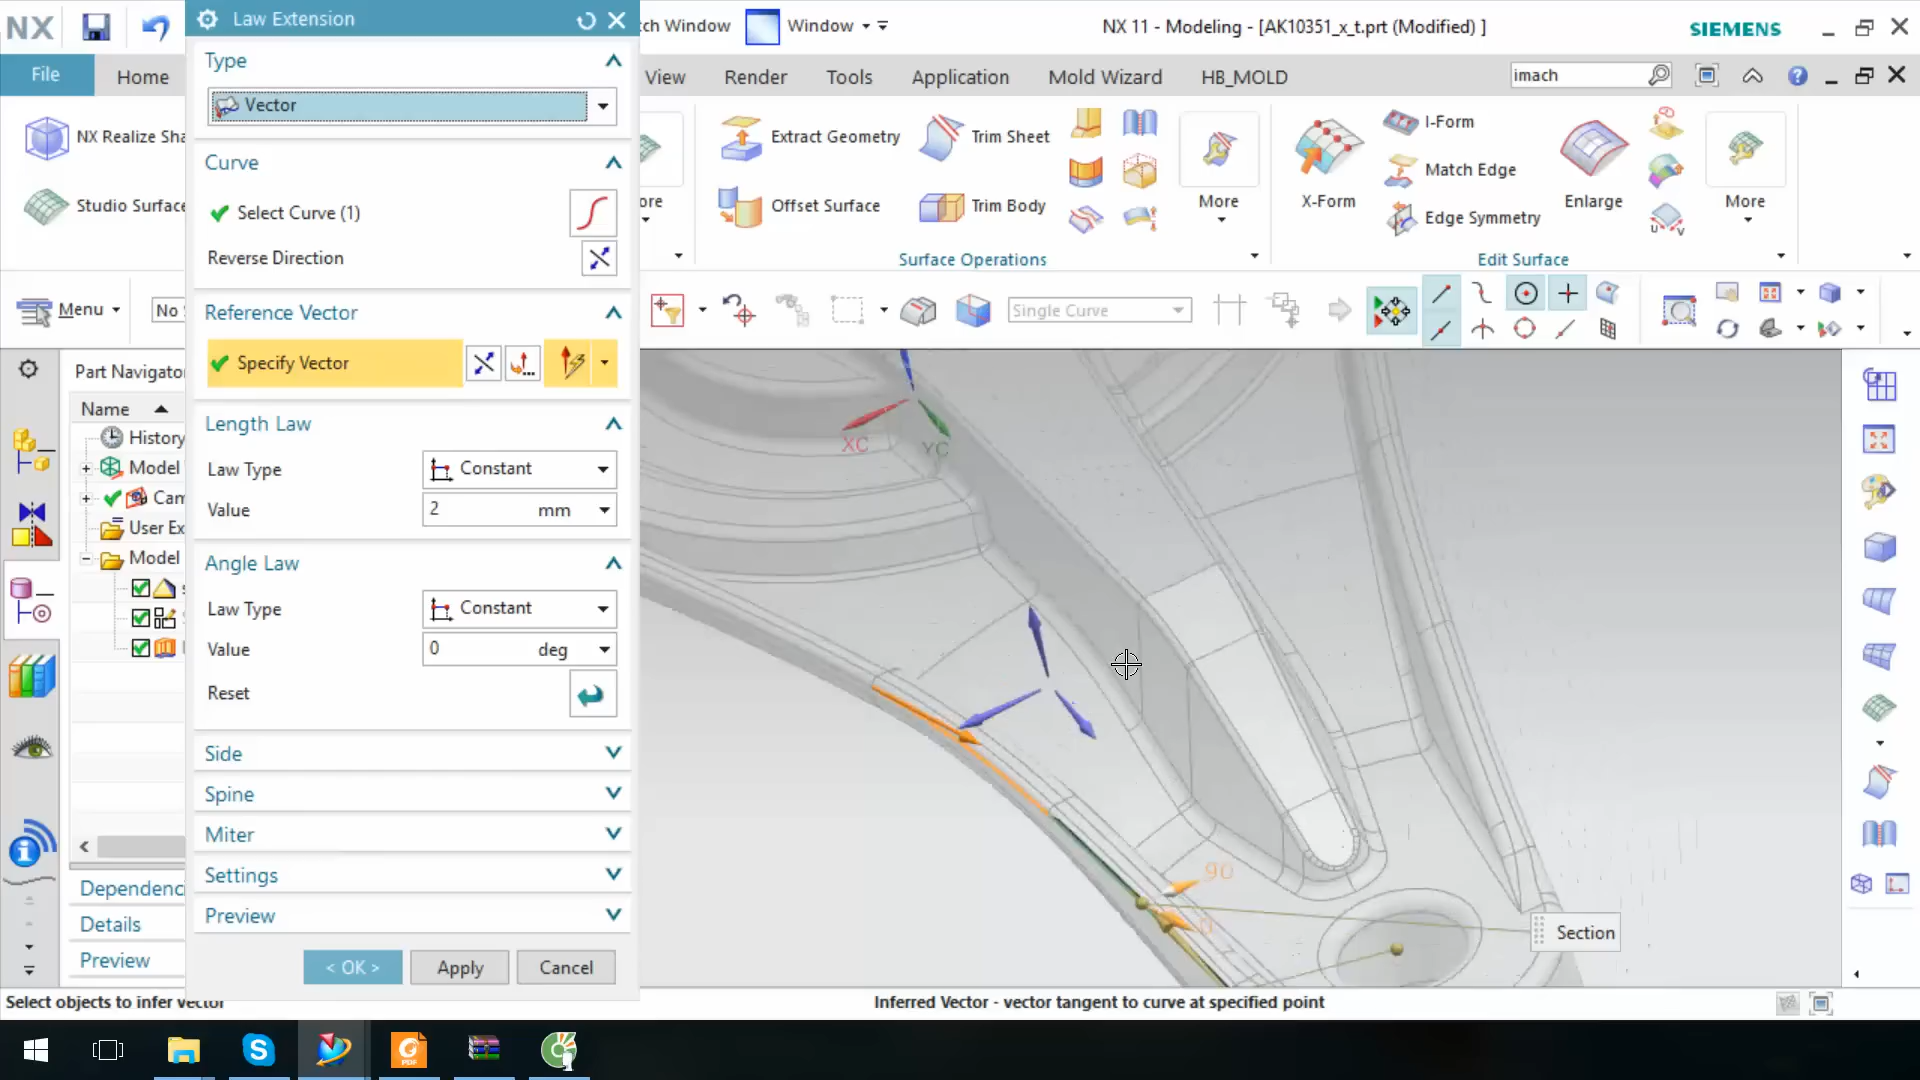 NX
Law Extension
tch Window
Window
NX 11 - Modeling - [AK10351_x_t.prt (Modified) ]
SIEMENS
File
Home
View
Render
Tools
Application
Mold Wizard
HB_MOLD
imach
Type
Vector
NX Realize Sha
Studio Surface
ore
Extract Geometry
Trim Sheet
Offset Surface
Trim Body
More
Surface Operations
X-Form
I-Form
Match Edge
Edge Symmetry
Enlarge
More
Edit Surface
Curve
Select Curve (1)
Reverse Direction
Menu
Single Curve
Reference Vector
Specify Vector
Part Navigato
Name
History
Model
Cam
User Ex
Model
Length Law
Law Type
Constant
Value
2
mm
Angle Law
Law Type
Constant
Value
0
deg
Reset
Side
Spine
Miter
Settings
Preview
< OK >
Apply
Cancel
Dependenc
Details
Preview
XC
YC
90
0
Section
Select objects to infer vector
Inferred Vector - vector tangent to curve at specified point
PDF